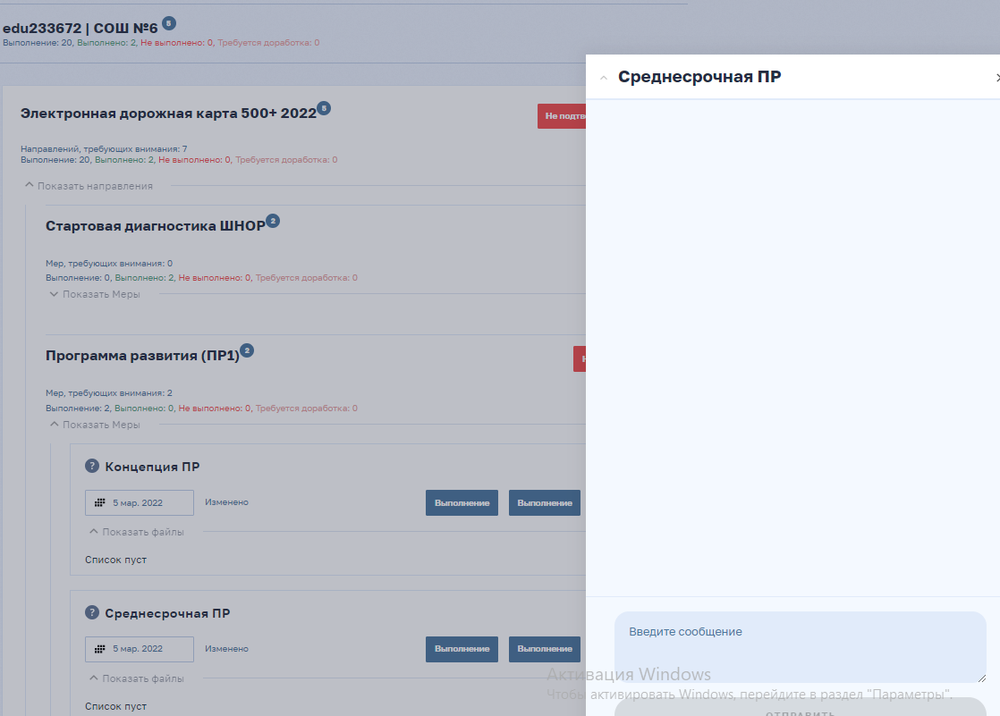 edu233672 | СОШ №6 5
Выполнение: 20, Выполнено: 2, Не выполнено: 0, Требуется доработка: 0
Электронная дорожная карта 500+ 2022 5
Не подтв
Направлений, требующих внимания: 7
Выполнение: 20, Выполнено: 2, Не выполнено: 0, Требуется доработка: 0
Показать направления
Стартовая диагностика ШНОР 2
Мер, требующих внимания: 0
Выполнение: 0, Выполнено: 2, Не выполнено: 0, Требуется доработка: 0
Показать Меры
Программа развития (ПР1) 2
Мер, требующих внимания: 2
Выполнение: 2, Выполнено: 0, Не выполнено: 0, Требуется доработка: 0
Показать Меры
? Концепция ПР
5 мар. 2022 Изменено Выполнение Выполнение
Показать файлы
Список пуст
? Среднесрочная ПР
5 мар. 2022 Изменено Выполнение Выполнение
Показать файлы
Список пуст
Среднесрочная ПР
Введите сообщение
Активация Windows
Чтобы активировать Windows, перейдите в раздел "Параметры".
ОТПРАВИТЬ